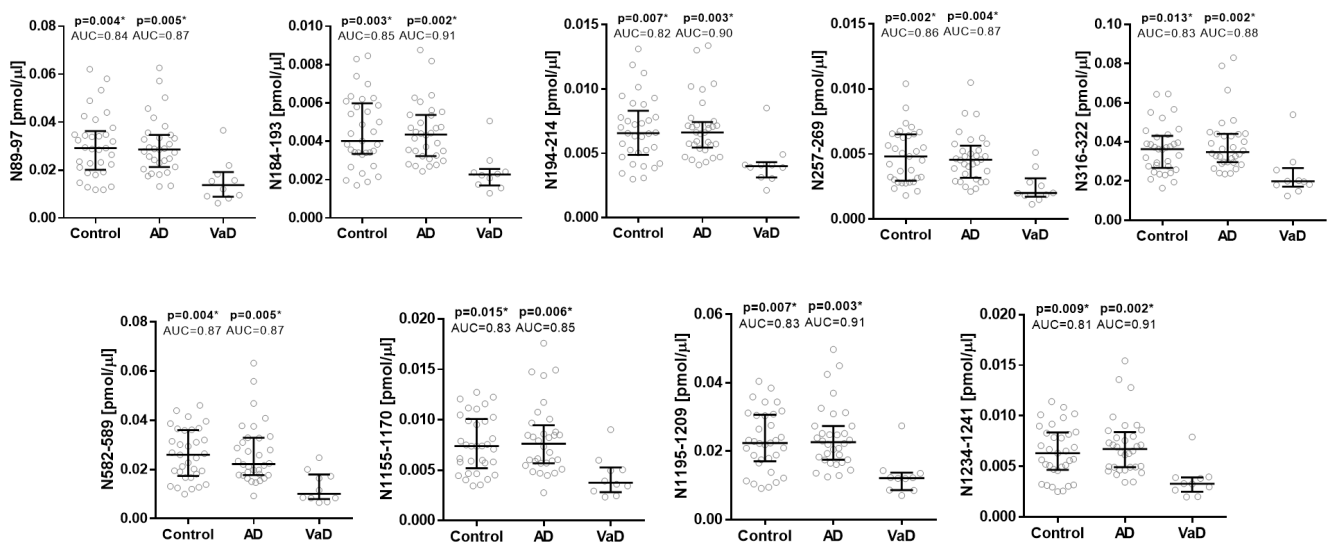 p=0.004* p=0.005*
AUC=0.84 AUC=0.87
N89-97 [pmol/µl]
0.08
0.06
0.04
0.02
0.00
Control AD VaD
p=0.003* p=0.002*
AUC=0.85 AUC=0.91
N184-193 [pmol/µl]
0.010
0.008
0.006
0.004
0.002
0.000
Control AD VaD
p=0.007* p=0.003*
AUC=0.82 AUC=0.90
N194-214 [pmol/µl]
0.015
0.010
0.005
0.000
Control AD VaD
p=0.002* p=0.004*
AUC=0.86 AUC=0.87
N257-269 [pmol/µl]
0.015
0.010
0.005
0.000
Control AD VaD
p=0.013* p=0.002*
AUC=0.83 AUC=0.88
N316-322 [pmol/µl]
0.10
0.08
0.06
0.04
0.02
0.00
Control AD VaD
p=0.004* p=0.005*
AUC=0.87 AUC=0.87
N582-589 [pmol/µl]
0.08
0.06
0.04
0.02
0.00
Control AD VaD
p=0.015* p=0.006*
AUC=0.83 AUC=0.85
N1155-1170 [pmol/µl]
0.020
0.015
0.010
0.005
0.000
Control AD VaD
p=0.007* p=0.003*
AUC=0.83 AUC=0.91
N1195-1209 [pmol/µl]
0.06
0.04
0.02
0.00
Control AD VaD
p=0.009* p=0.002*
AUC=0.81 AUC=0.91
N1234-1241 [pmol/µl]
0.020
0.015
0.010
0.005
0.000
Control AD VaD